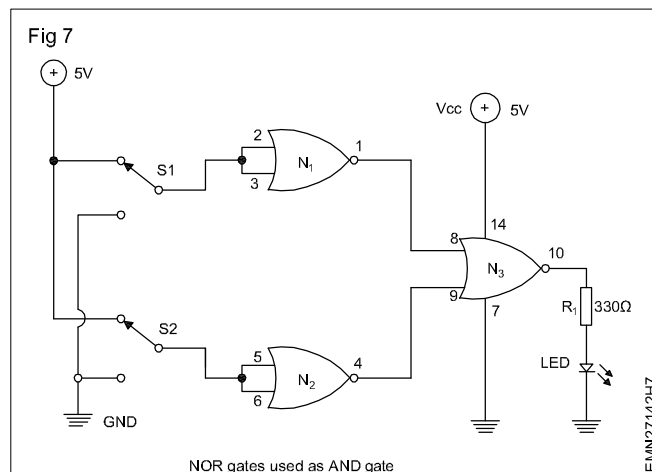 Fig 7
5V
Vcc
5V
S1
2
3
N1
1
14
8
9
N3
10
7
R1
330Ω
S2
5
6
N2
4
LED
GND
NOR gates used as AND gate
EMN27142H7